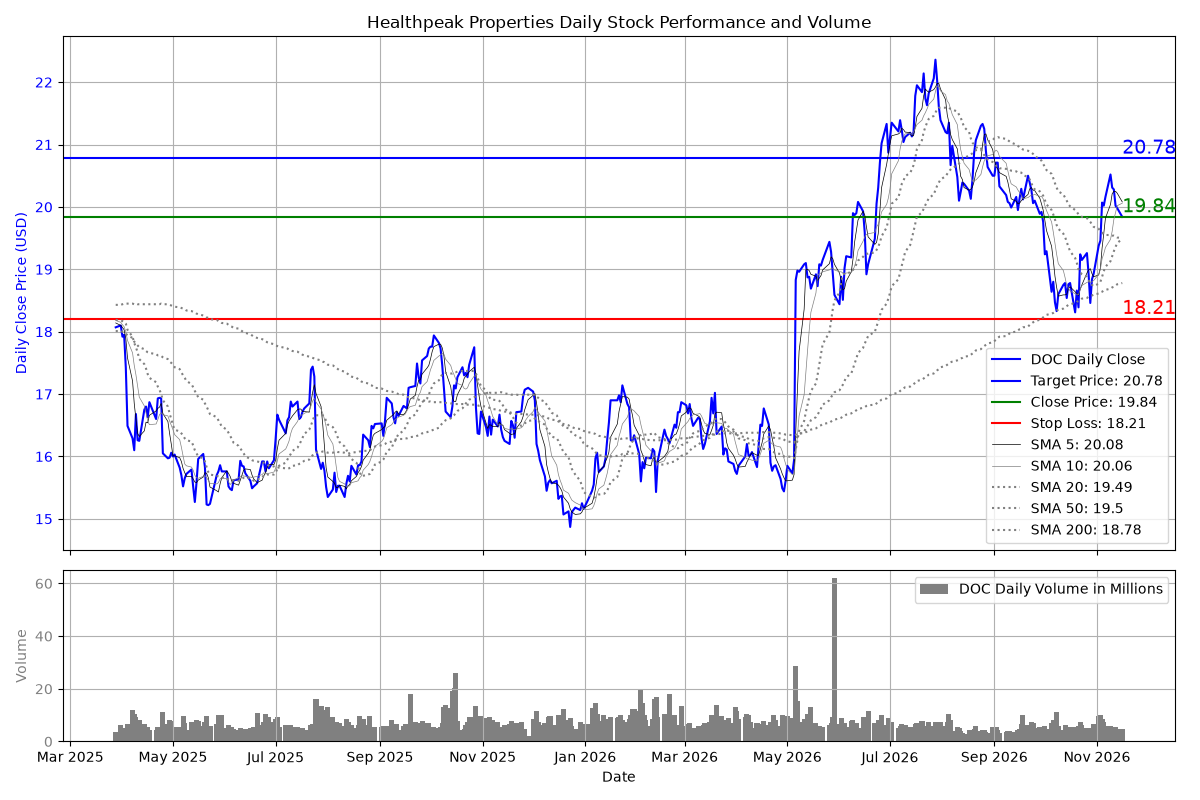 Healthpeak Properties Daily Stock Performance and Volume
Daily Close Price (USD)
22
21
20
19
18
17
16
15
20.78
19.84
18.21
DOC Daily Close
Target Price: 20.78
Close Price: 19.84
Stop Loss: 18.21
SMA 5: 20.08
SMA 10: 20.06
SMA 20: 19.49
SMA 50: 19.5
SMA 200: 18.78
Volume
60
40
20
0
DOC Daily Volume in Millions
Mar 2025
May 2025
Jul 2025
Sep 2025
Nov 2025
Jan 2026
Mar 2026
May 2026
Jul 2026
Sep 2026
Nov 2026
Date